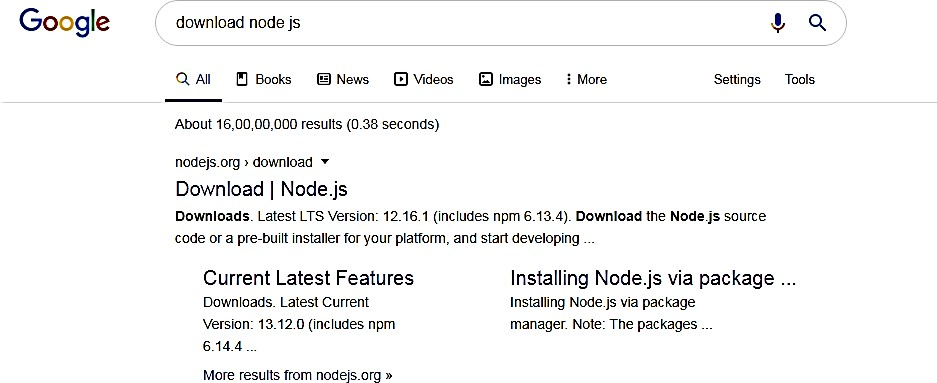 Google
download node js
All Books News Videos Images More Settings Tools
About 16,00,00,000 results (0.38 seconds)
nodejs.org › download
Download | Node.js
Downloads. Latest LTS Version: 12.16.1 (includes npm 6.13.4). Download the Node.js source
code or a pre-built installer for your platform, and start developing ...
Current Latest Features
Downloads. Latest Current
Version: 13.12.0 (includes npm
6.14.4 ...
Installing Node.js via package ...
Installing Node.js via package
manager. Note: The packages ...
More results from nodejs.org »